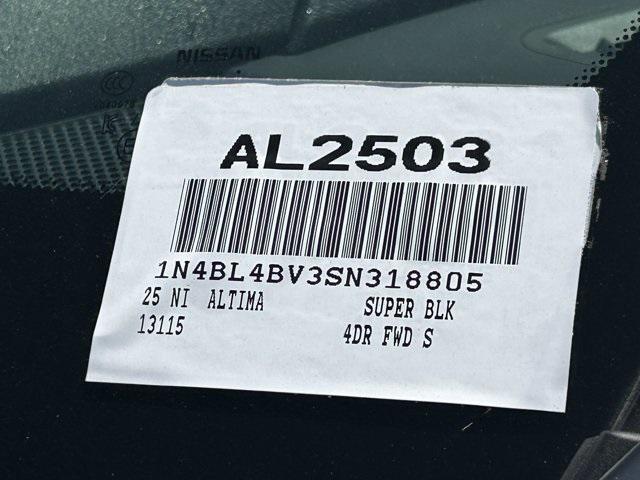 NISSAN
AL2503
1N4BL4BV3SN318805
25 NI ALTIMA SUPER BLK
13115 4DR FWD S